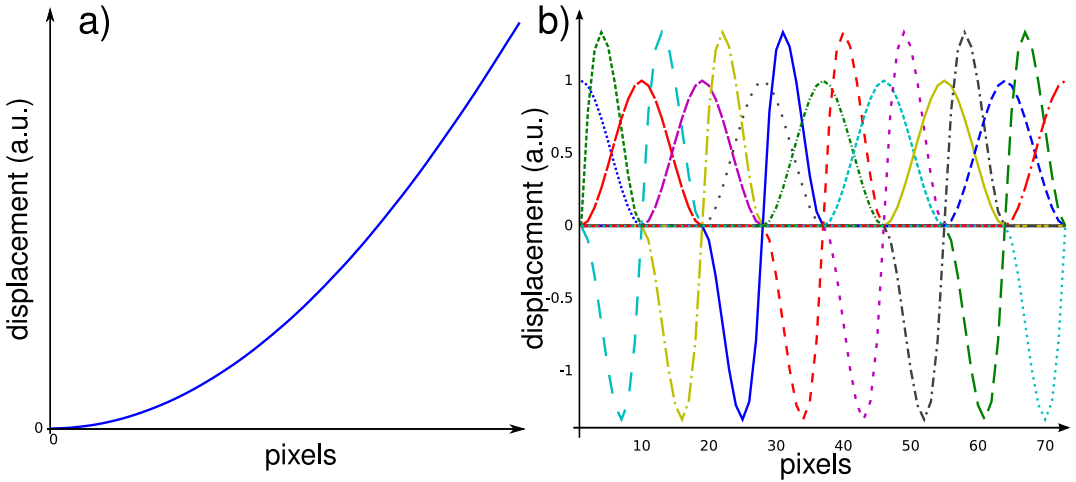 a)
displacement (a.u.)
0
0
pixels
b)
displacement (a.u.)
1
0.5
0
-0.5
-1
10 20 30 40 50 60 70
pixels